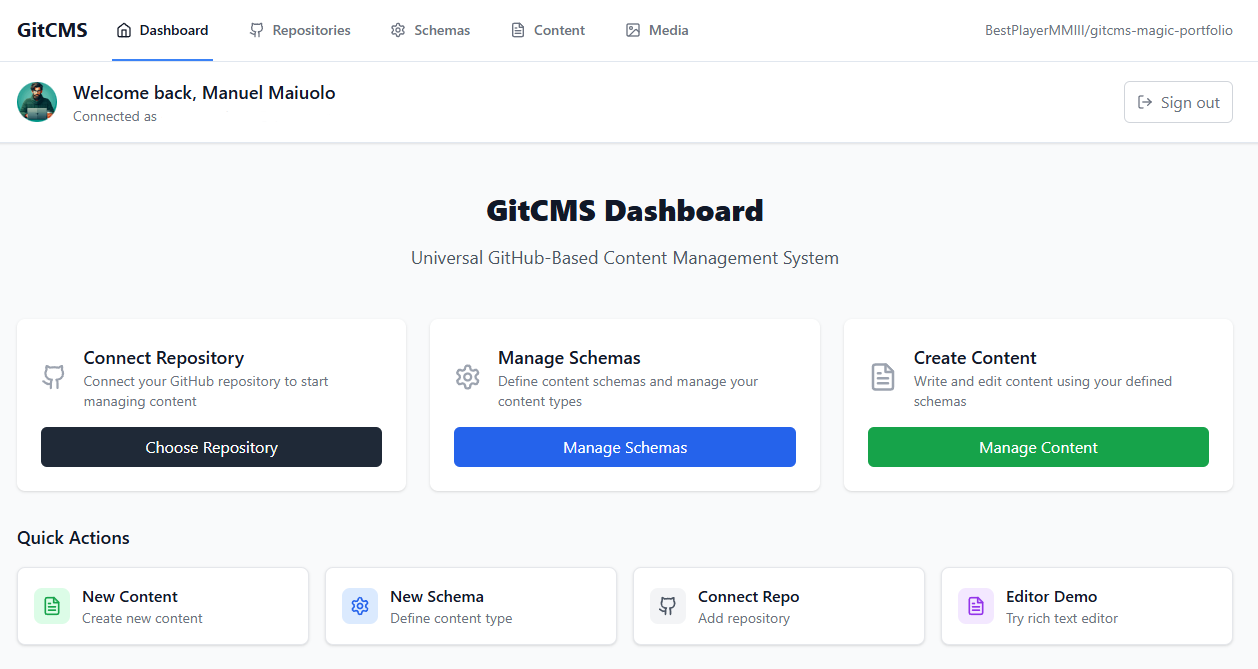 GitCMS
Dashboard
Repositories
Schemas
Content
Media
BestPlayerMMIII/gitcms-magic-portfolio
Welcome back, Manuel Maiuolo
Connected as
Sign out
GitCMS Dashboard
Universal GitHub-Based Content Management System
Connect Repository
Connect your GitHub repository to start
managing content
Choose Repository
Manage Schemas
Define content schemas and manage your
content types
Manage Schemas
Create Content
Write and edit content using your defined
schemas
Manage Content
Quick Actions
New Content
Create new content
New Schema
Define content type
Connect Repo
Add repository
Editor Demo
Try rich text editor